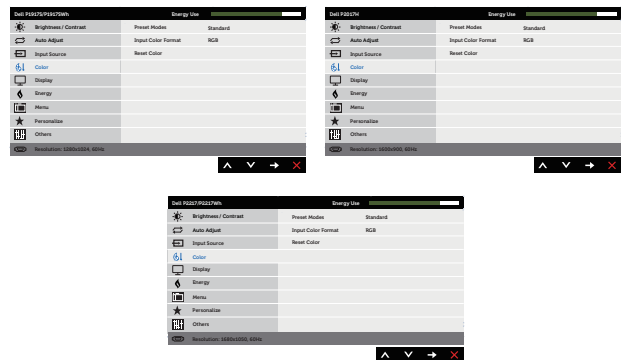 Dell P1917S/P1917SWh Energy Use
Brightness / Contrast Preset Modes Standard
Auto Adjust Input Color Format RGB
Input Source Reset Color
Color
Display
Energy
Menu
Personalize
Others
Resolution: 1280x1024, 60Hz
Dell P2017H Energy Use
Brightness / Contrast Preset Modes Standard
Auto Adjust Input Color Format RGB
Input Source Reset Color
Color
Display
Energy
Menu
Personalize
Others
Resolution: 1600x900, 60Hz
Dell P2217/P2217Wh Energy Use
Brightness / Contrast Preset Modes Standard
Auto Adjust Input Color Format RGB
Input Source Reset Color
Color
Display
Energy
Menu
Personalize
Others
Resolution: 1680x1050, 60Hz